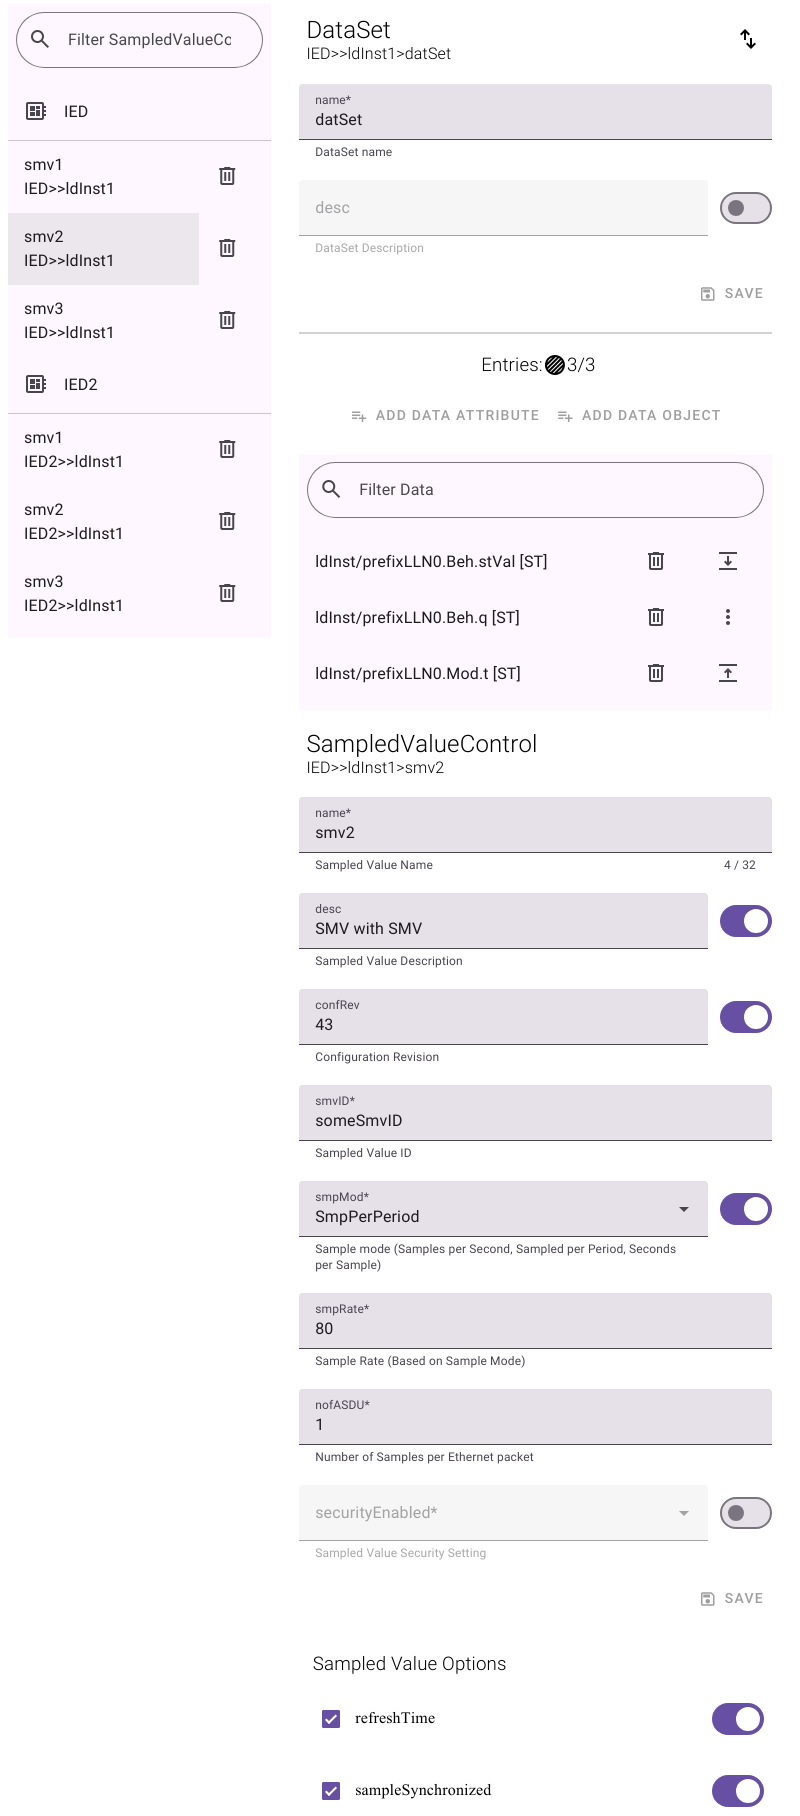 Filter SampledValueCc
IED
smv1
IED>>ldInst1
smv2
IED>>ldInst1
smv3
IED>>ldInst1
IED2
smv1
IED2>>ldInst1
smv2
IED2>>ldInst1
smv3
IED2>>ldInst1
DataSet
IED>>ldInst1>datSet
name*
datSet
DataSet name
desc
DataSet Description
SAVE
Entries: 3/3
ADD DATA ATTRIBUTE ADD DATA OBJECT
Filter Data
ldInst/prefixLLN0.Beh.stVal [ST]
ldInst/prefixLLN0.Beh.q [ST]
ldInst/prefixLLN0.Mod.t [ST]
SampledValueControl
IED>>ldInst1>smv2
name*
smv2
Sampled Value Name 4 / 32
desc
SMV with SMV
Sampled Value Description
confRev
43
Configuration Revision
smvID*
someSmvID
Sampled Value ID
smpMod*
SmpPerPeriod
Sample mode (Samples per Second, Sampled per Period, Seconds
per Sample)
smpRate*
80
Sample Rate (Based on Sample Mode)
nofASDU*
1
Number of Samples per Ethernet packet
securityEnabled*
Sampled Value Security Setting
SAVE
Sampled Value Options
refreshTime
sampleSynchronized